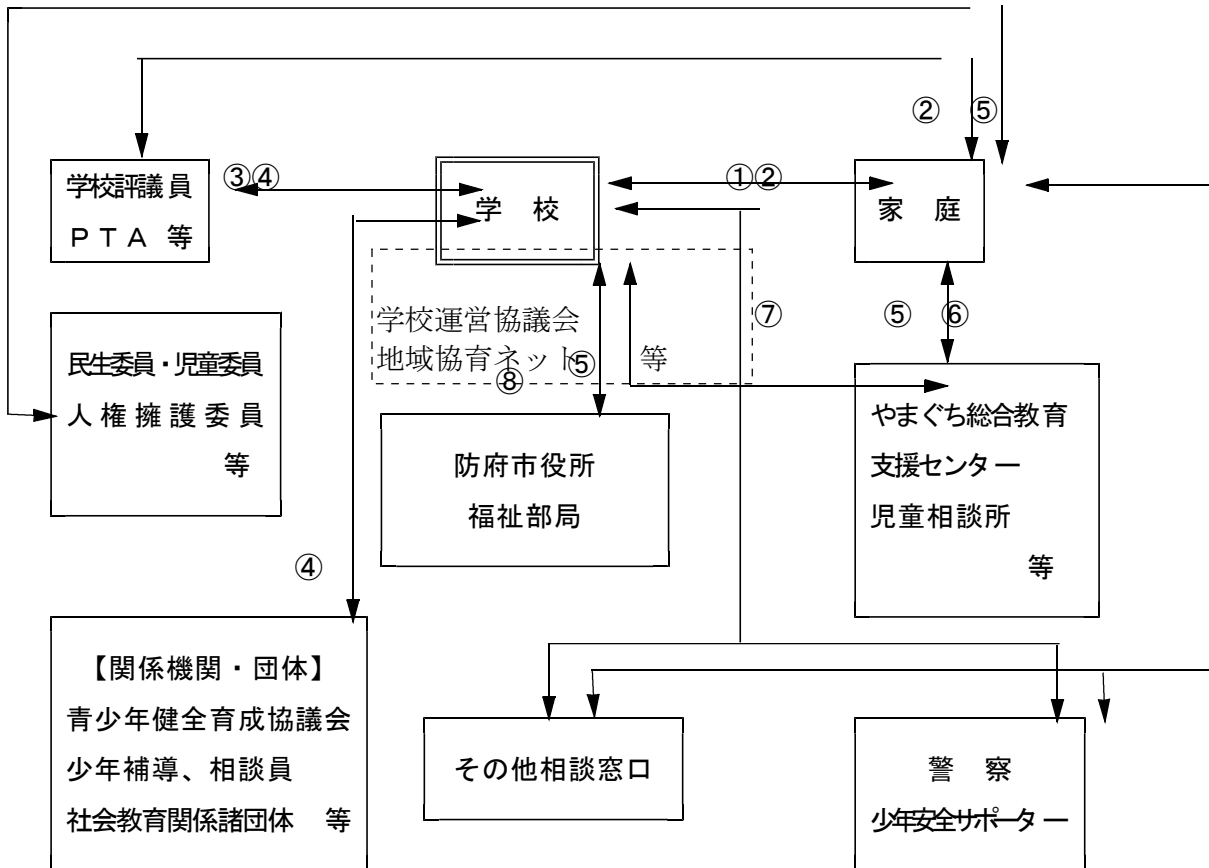 ② ⑤
学校評議員
ＰＴＡ 等
③④
学 校
①②
家 庭
学校運営協議会
地域協育ネット 等
⑤
⑧
⑦
⑤ ⑥
民生委員・児童委員
人権擁護委員
等
防府市役所
福祉部局
やまぐち総合教育
支援センター
児童相談所
等
④
【関係機関・団体】
青少年健全育成協議会
少年補導、相談員
社会教育関係諸団体 等
その他相談窓口
警 察
少年安全サポーター